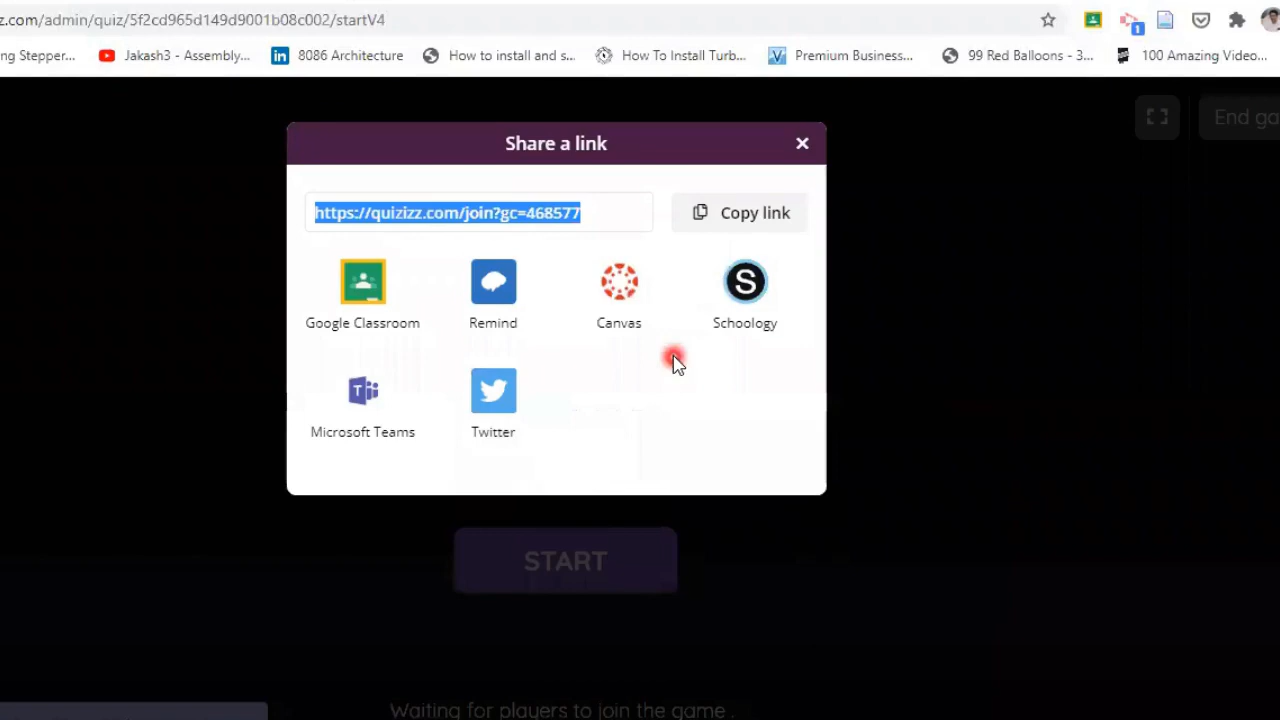 z.com/admin/quiz/5f2cd965d149d9001b08c002/startV4
1
ng Stepper... Jakash3 - Assembly... in 8086 Architecture How to install and s... How To Install Turb... V Premium Business... 99 Red Balloons - 3... 100 Amazing Video...
End ga
Share a link
https://quizizz.com/join?gc=468577 Copy link
S
Google Classroom Remind Canvas Schoology
T
Microsoft Teams Twitter
START
Waiting for players to join the game .